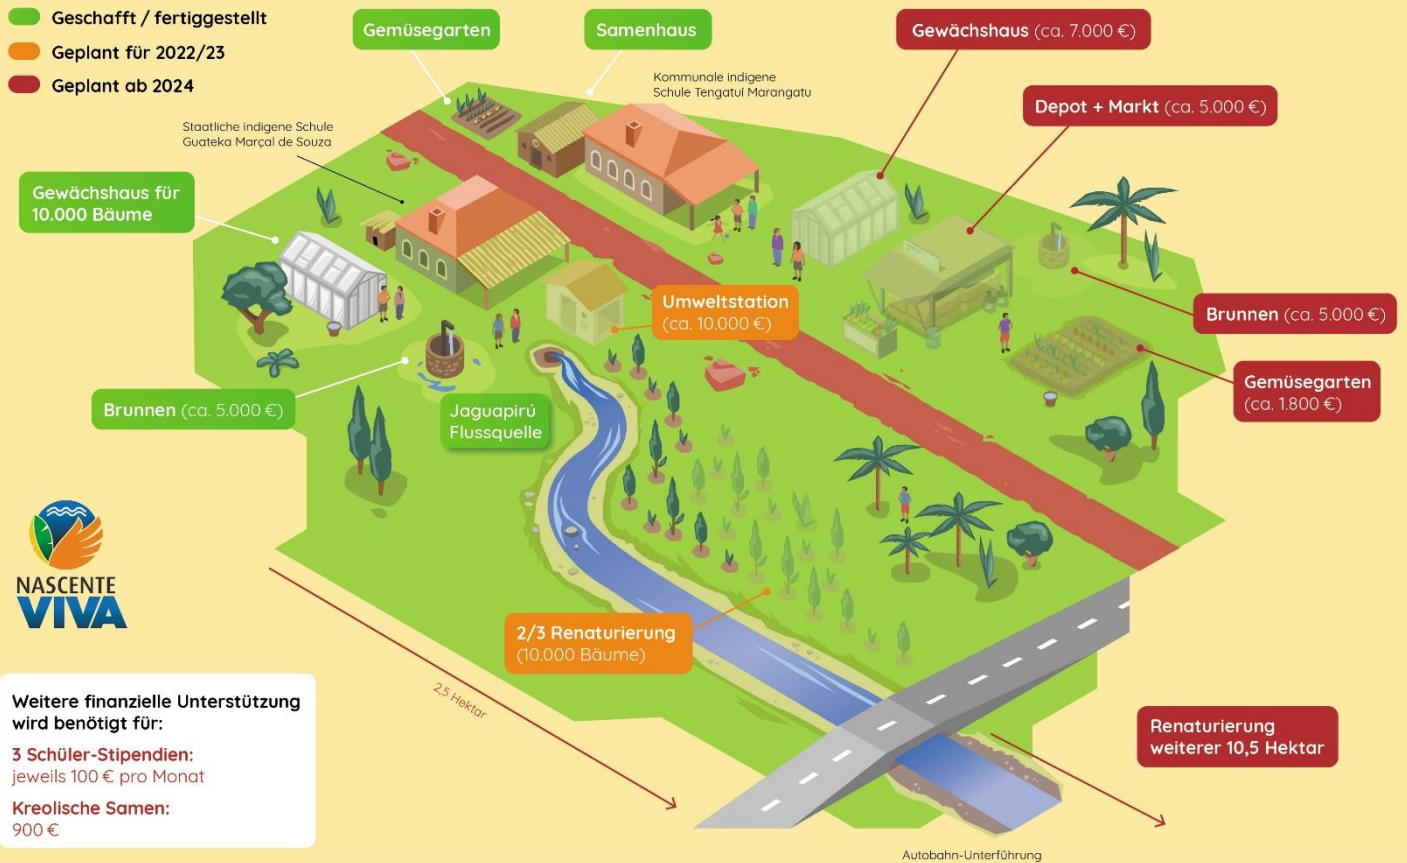 Geschafft / fertiggestellt
Geplant für 2022/23
Geplant ab 2024
Gemüsegarten
Samenhaus
Gewächshaus (ca. 7.000 €)
Kommunale indigene
Schule Tengatuí Marangatu
Depot + Markt (ca. 5.000 €)
Staatliche indigene Schule
Guateka Marçal de Souza
Gewächshaus für
10.000 Bäume
Umweltstation
(ca. 10.000 €)
Brunnen (ca. 5.000 €)
Gemüsegarten
(ca. 1.800 €)
Brunnen (ca. 5.000 €)
Jaguapirú
Flussquelle
NASCENTE
VIVA
2/3 Renaturierung
(10.000 Bäume)
2,5 Hektar
Weitere finanzielle Unterstützung
wird benötigt für:
3 Schüler-Stipendien:
jeweils 100 € pro Monat
Kreolische Samen:
900 €
Renaturierung
weiterer 10,5 Hektar
Autobahn-Unterführung